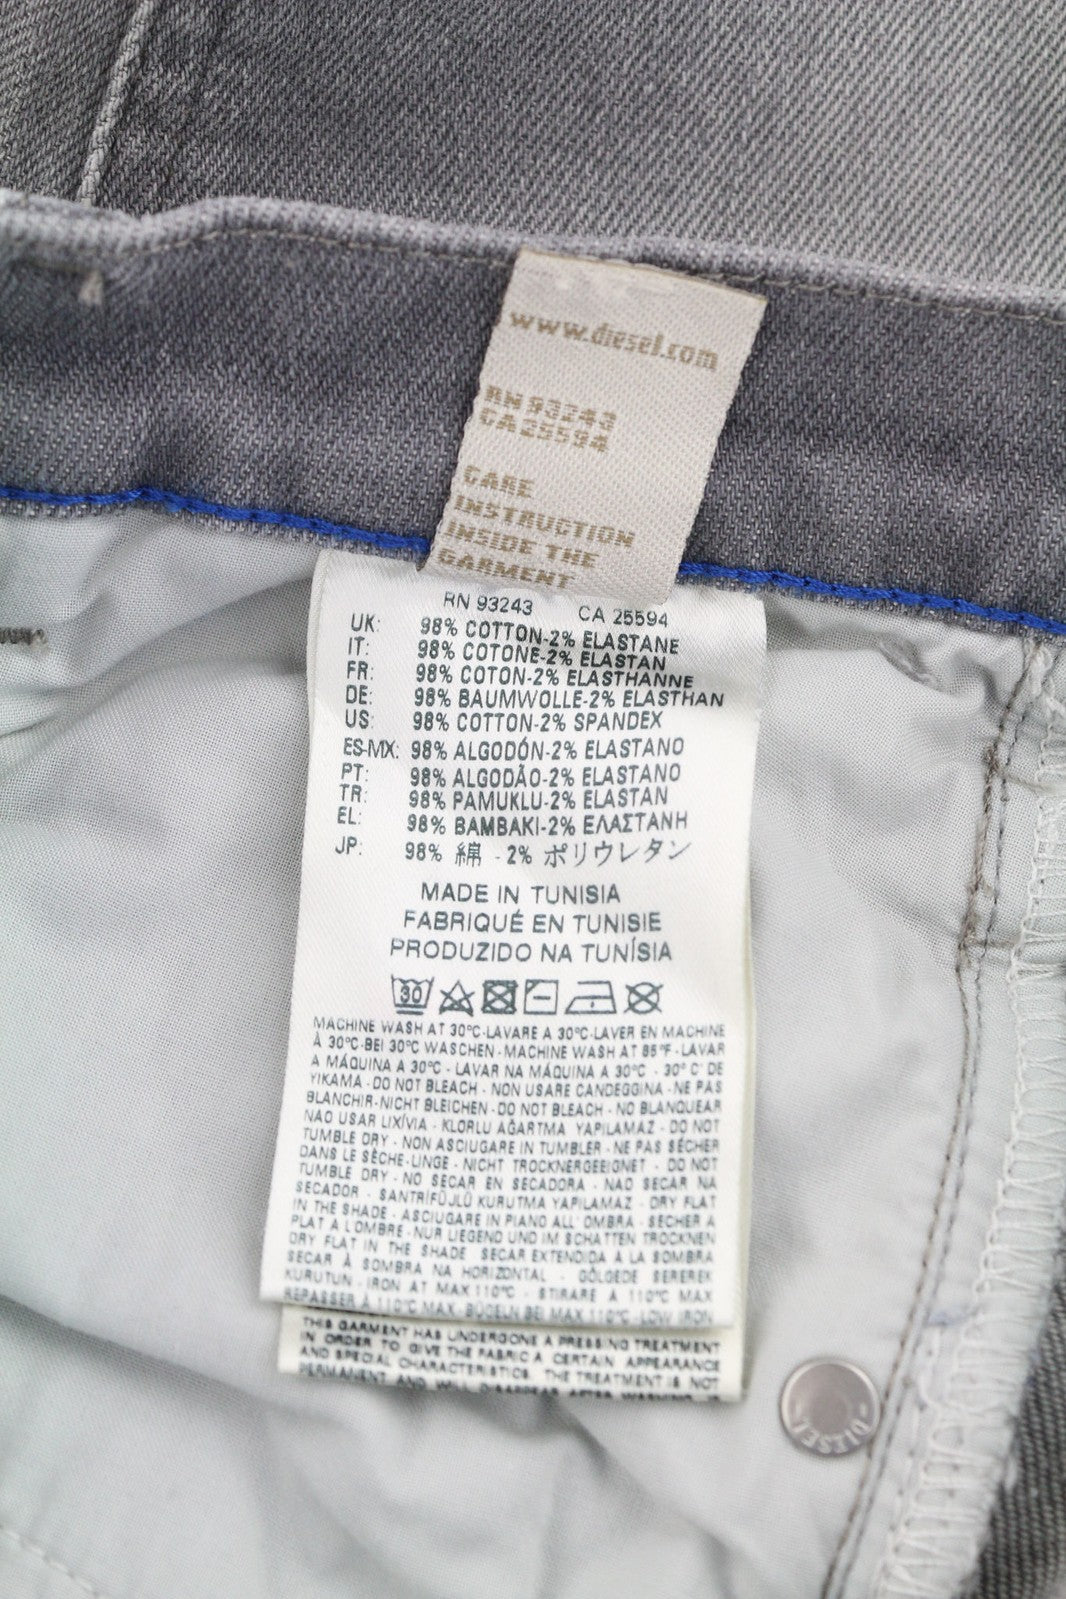 www.diesel.com
RN 93243
CA 25594
CARE
INSTRUCTION
INSIDE THE
GARMENT
RN 93243 CA 25594
UK: 98% COTTON-2% ELASTANE
IT: 98% COTONE-2% ELASTAN
FR: 98% COTON-2% ELASTHANNE
DE: 98% BAUMWOLLE-2% ELASTHAN
US: 98% COTTON-2% SPANDEX
ES-MX: 98% ALGODÓN-2% ELASTANO
PT: 98% ALGODÃO-2% ELASTANO
TR: 98% PAMUKLU-2% ELASTAN
EL: 98% BAMBAKI-2% ΕΛΑΣΤΑΝΗ
JP: 98% 綿 - 2% ポリウレタン
MADE IN TUNISIA
FABRIQUÉ EN TUNISIE
PRODUZIDO NA TUNÍSIA
30
MACHINE WASH AT 30°C-LAVARE A 30°C-LAVER EN MACHINE
À 30°C-BEI 30°C WASCHEN-MACHINE WASH AT 85°F-LAVAR
A MÁQUINA A 30°C - LAVAR NA MÁQUINA A 30°C - 30° C' DE
YIKAMA - DO NOT BLEACH - NON USARE CANDEGGINA - NE PAS
BLANCHIR-NICHT BLEICHEN - DO NOT BLEACH - NO BLANQUEAR
NAO USAR LIXÍVIA - KLORLU AĞARTMA YAPILAMAZ - DO NOT
TUMBLE DRY - NON ASCIUGARE IN TUMBLER - NE PAS SÉCHER
DANS LE SÈCHE-LINGE - NICHT TROCKNERGEEIGNET - DO NOT
TUMBLE DRY - NO SECAR EN SECADORA - NAO SECAR NA
SECADOR - SANTRİFÜJLÜ KURUTMA YAPILAMAZ - DRY FLAT
IN THE SHADE - ASCIUGARE IN PIANO ALL' OMBRA - SÉCHER A
PLAT A L'OMBRE - NUR LIEGEND UND IM SCHATTEN TROCKNEN
DRY FLAT IN THE SHADE SECAR EXTENDIDA A LA SOMBRA
SECAR À SOMBRA NA HORIZONTAL - GÖLGEDE SEREREK
KURUTUN - IRON AT MAX 110°C - STIRARE A 110°C MAX
REPASSER À 110°C MAX - BÜGELN BEI MAX 110°C - LOW IRON
THIS GARMENT HAS UNDERGONE A PRESSING TREATMENT
IN ORDER TO GIVE THE FABRIC A CERTAIN APPEARANCE
AND SPECIAL CHARACTERISTICS. THE TREATMENT IS NOT
PERMANENT AND WILL DISAPPEAR AFTER WASHING
DIESEL